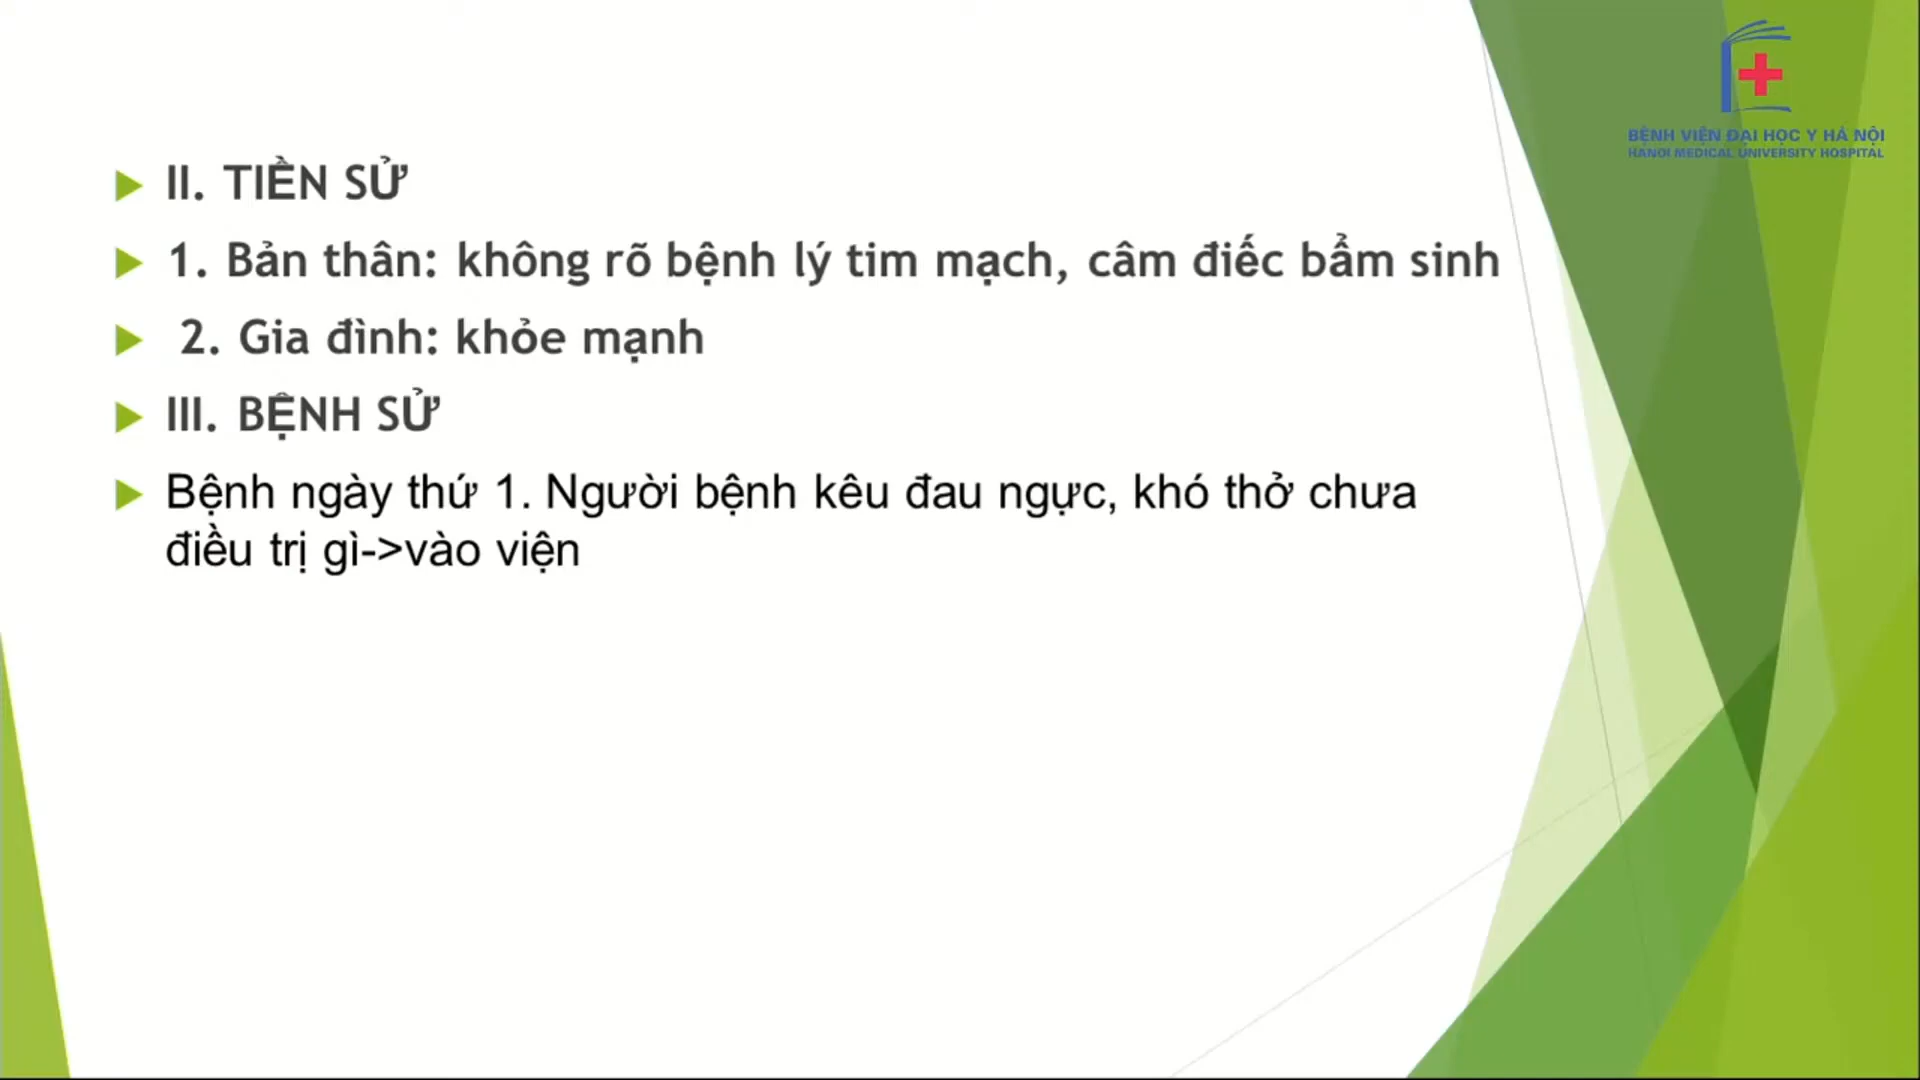 BỆNH VIỆN ĐẠI HỌC Y HÀ NỘI
HANOI MEDICAL UNIVERSITY HOSPITAL
II. TIỀN SỬ
1. Bản thân: không rõ bệnh lý tim mạch, câm điếc bẩm sinh
2. Gia đình: khỏe mạnh
III. BỆNH SỬ
Bệnh ngày thứ 1. Người bệnh kêu đau ngực, khó thở chưa
điều trị gì->vào viện